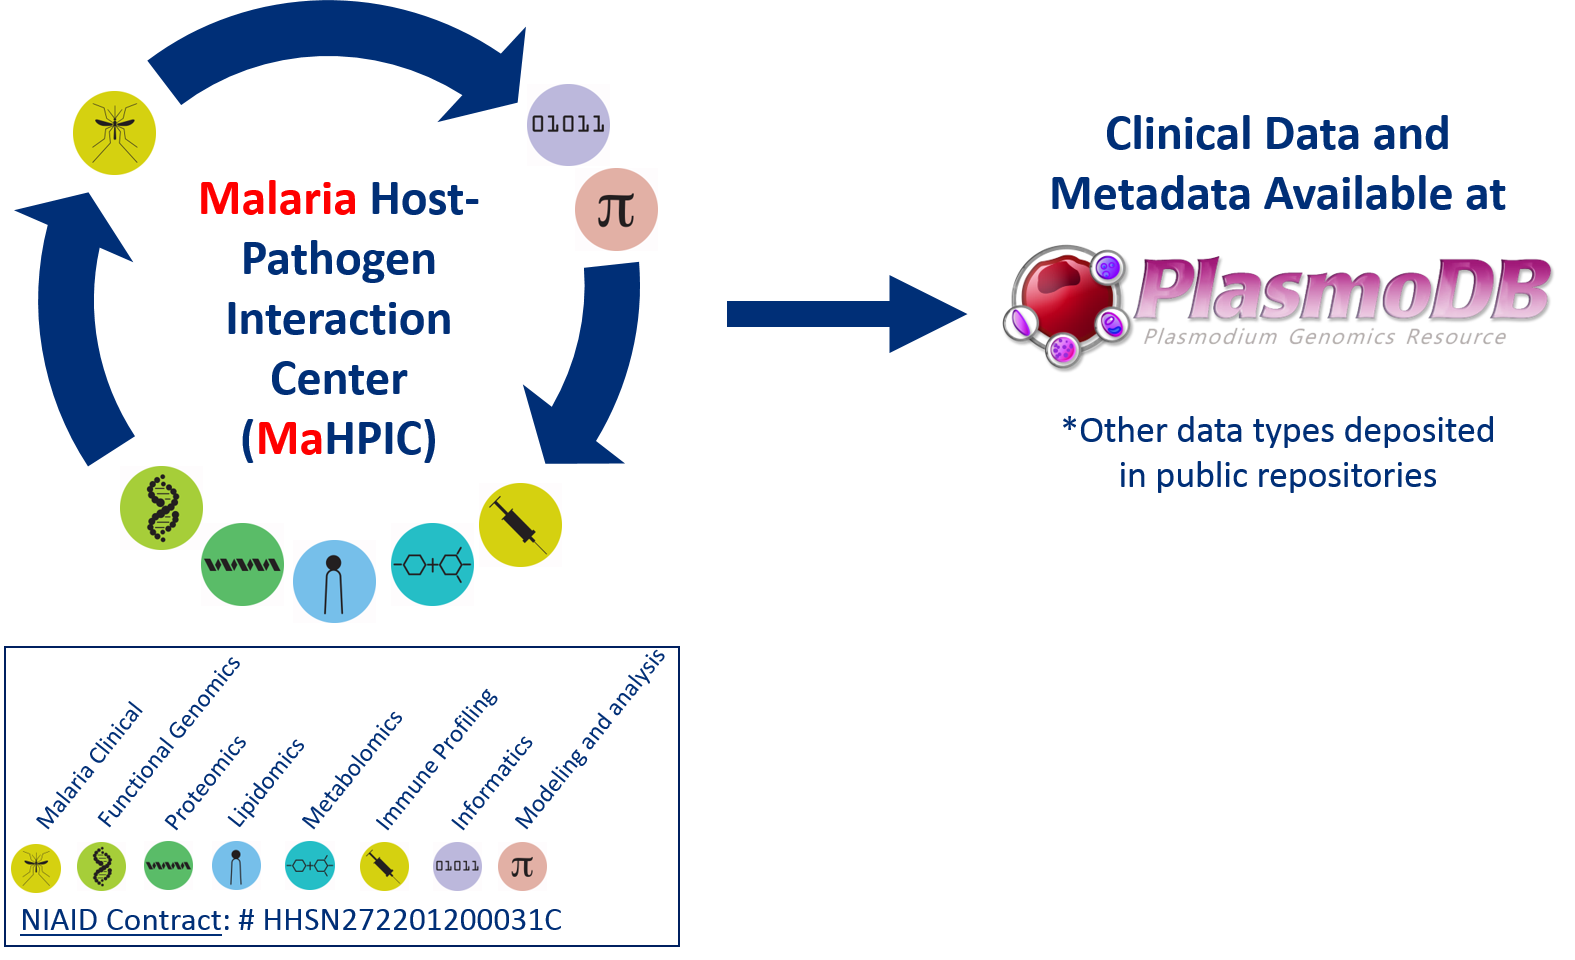 01011
π
Malaria Host-
Pathogen
Interaction
Center
(MaHPIC)
Clinical Data and
Metadata Available at
PlasmoDB
Plasmodium Genomics Resource
*Other data types deposited
in public repositories
Malaria Clinical
Functional Genomics
Proteomics
Lipidomics
Metabolomics
Immune Profiling
Informatics
Modeling and analysis
01011
π
NIAID Contract: # HHSN272201200031C